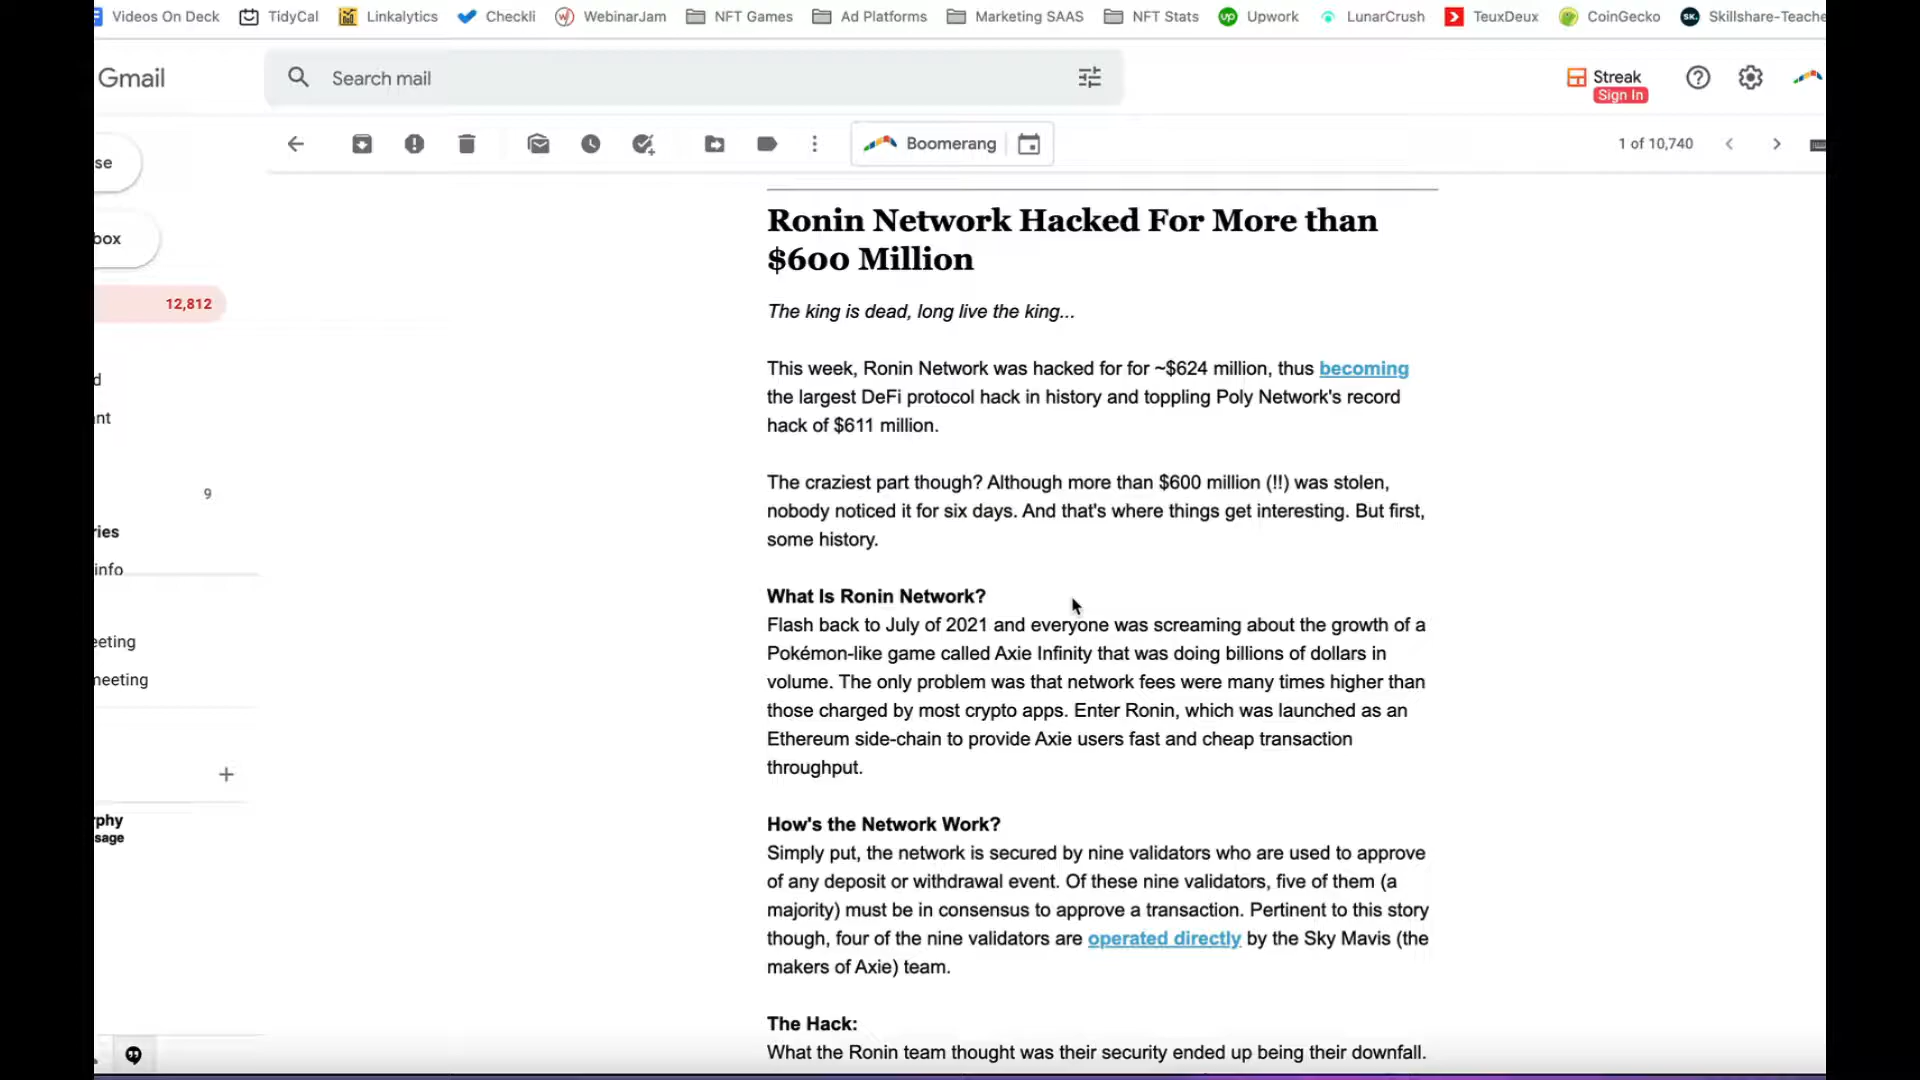 Videos On Deck TidyCal Linkalytics Checkli WebinarJam NFT Games Ad Platforms Marketing SAAS NFT Stats Upwork LunarCrush TeuxDeux CoinGecko Skillshare-Teache
Gmail Search mail Streak
Sign In
Boomerang 1 of 10,740
se
box
12,812
d
ant
9
ries
info
eeting
meeting
rphy
sage
Ronin Network Hacked For More than
$600 Million
The king is dead, long live the king...
This week, Ronin Network was hacked for for ~$624 million, thus becoming
the largest DeFi protocol hack in history and toppling Poly Network's record
hack of $611 million.
The craziest part though? Although more than $600 million (!!) was stolen,
nobody noticed it for six days. And that's where things get interesting. But first,
some history.
What Is Ronin Network?
Flash back to July of 2021 and everyone was screaming about the growth of a
Pokémon-like game called Axie Infinity that was doing billions of dollars in
volume. The only problem was that network fees were many times higher than
those charged by most crypto apps. Enter Ronin, which was launched as an
Ethereum side-chain to provide Axie users fast and cheap transaction
throughput.
How's the Network Work?
Simply put, the network is secured by nine validators who are used to approve
of any deposit or withdrawal event. Of these nine validators, five of them (a
majority) must be in consensus to approve a transaction. Pertinent to this story
though, four of the nine validators are operated directly by the Sky Mavis (the
makers of Axie) team.
The Hack:
What the Ronin team thought was their security ended up being their downfall.